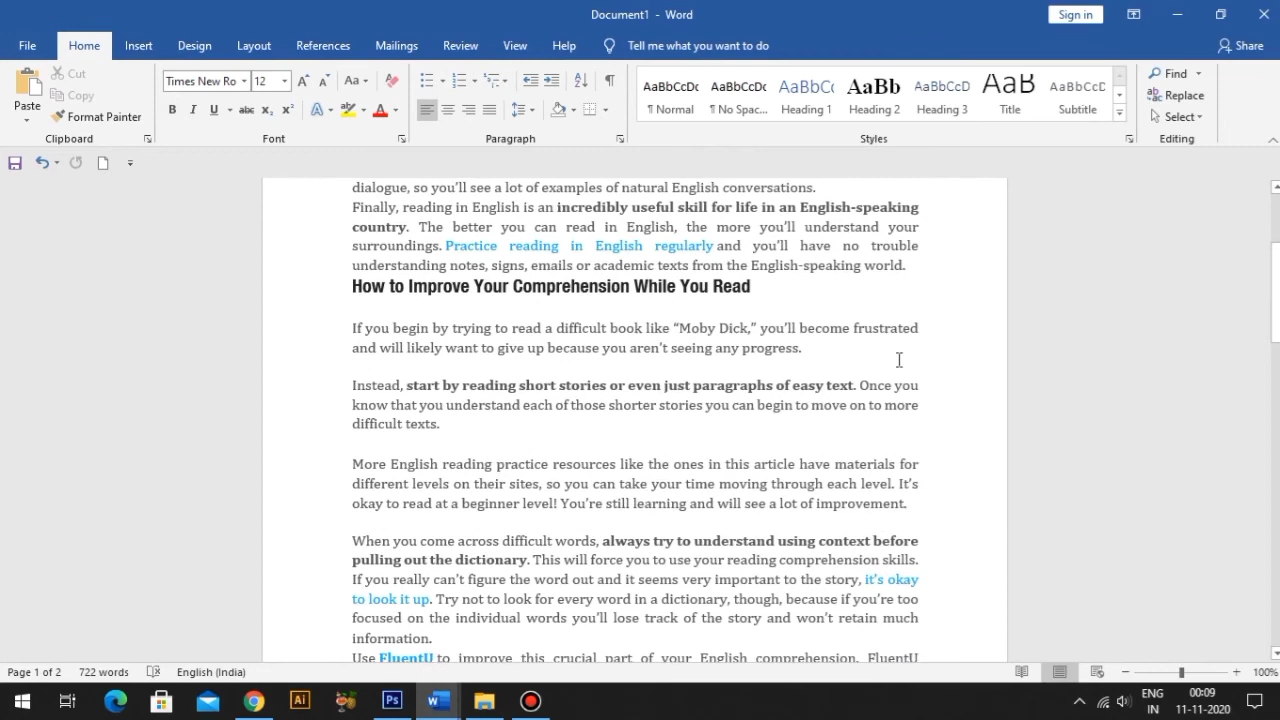 Document1 - Word
Sign in
File Home Insert Design Layout References Mailings Review View Help Tell me what you want to do Share
Paste
Cut
Copy
Format Painter
Clipboard
Times New Ro 12
Font
Paragraph
AaBbCcDc AaBbCcDc AaBbCc AaBb AaBbCcD AaB AaBbCcD
¶ Normal ¶ No Spac... Heading 1 Heading 2 Heading 3 Title Subtitle
Styles
Find
Replace
Select
Editing
dialogue, so you’ll see a lot of examples of natural English conversations.
Finally, reading in English is an incredibly useful skill for life in an English-speaking
country. The better you can read in English, the more you’ll understand your
surroundings. Practice reading in English regularly and you’ll have no trouble
understanding notes, signs, emails or academic texts from the English-speaking world.
How to Improve Your Comprehension While You Read
If you begin by trying to read a difficult book like “Moby Dick,” you’ll become frustrated
and will likely want to give up because you aren’t seeing any progress.
Instead, start by reading short stories or even just paragraphs of easy text. Once you
know that you understand each of those shorter stories you can begin to move on to more
difficult texts.
More English reading practice resources like the ones in this article have materials for
different levels on their sites, so you can take your time moving through each level. It’s
okay to read at a beginner level! You’re still learning and will see a lot of improvement.
When you come across difficult words, always try to understand using context before
pulling out the dictionary. This will force you to use your reading comprehension skills.
If you really can’t figure the word out and it seems very important to the story, it’s okay
to look it up. Try not to look for every word in a dictionary, though, because if you’re too
focused on the individual words you’ll lose track of the story and won’t retain much
information.
Use FluentU to improve this crucial part of your English comprehension. FluentU
Page 1 of 2 722 words English (India) 100%
ENG
IN
00:09
11-11-2020